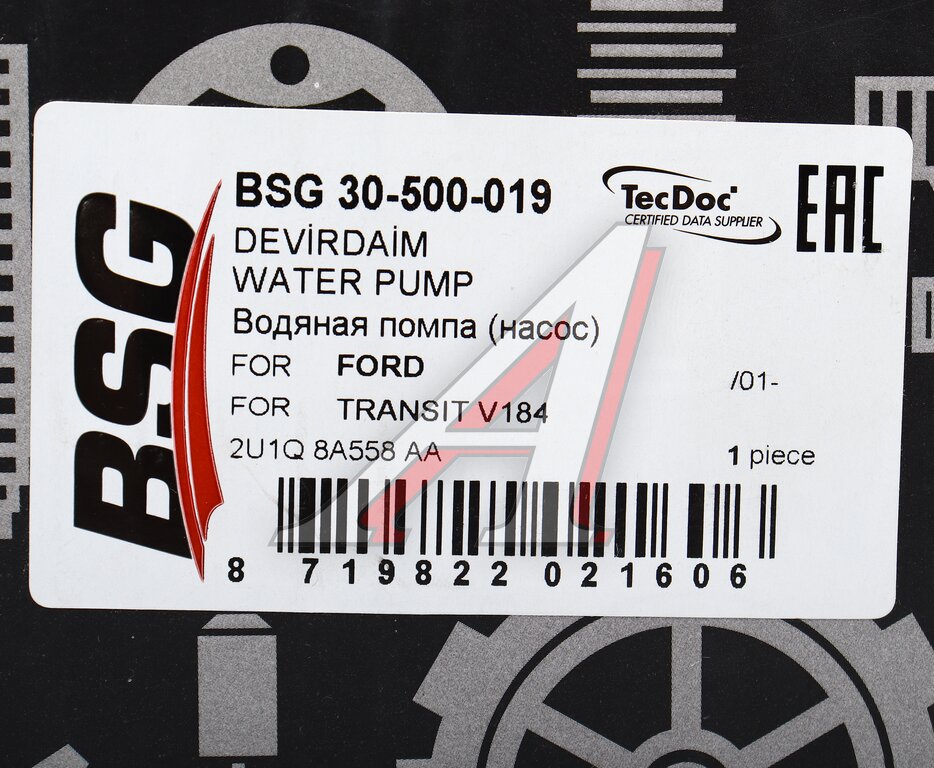 BSG
BSG 30-500-019
TecDoc
CERTIFIED DATA SUPPLIER
EAC
DEVİRDAİM
WATER PUMP
Водяная помпа (насос)
FOR FORD
/01-
FOR TRANSIT V184
2U1Q 8A558 AA
1 piece
8 719822 021606